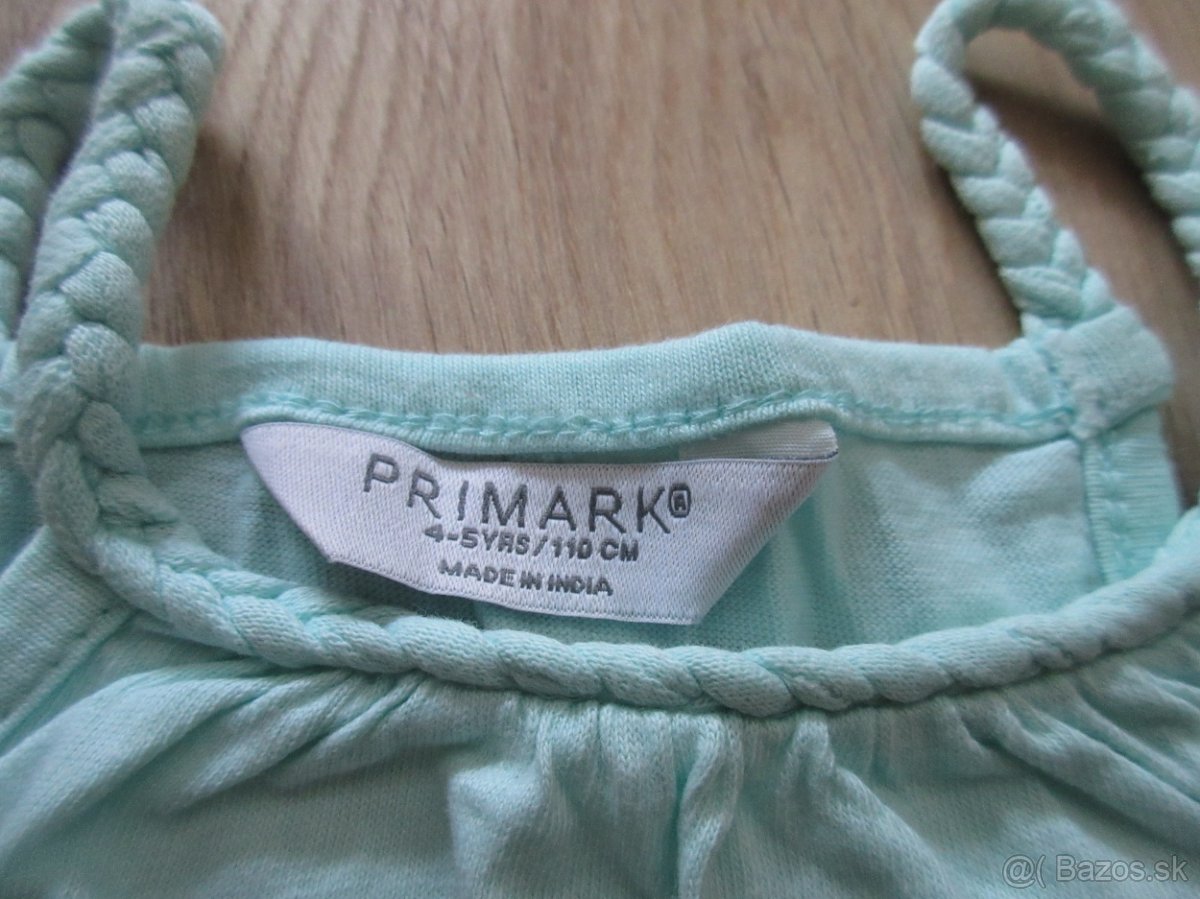 PRIMARK®
4-5YRS/110 CM
MADE IN INDIA
@( Bazos.sk